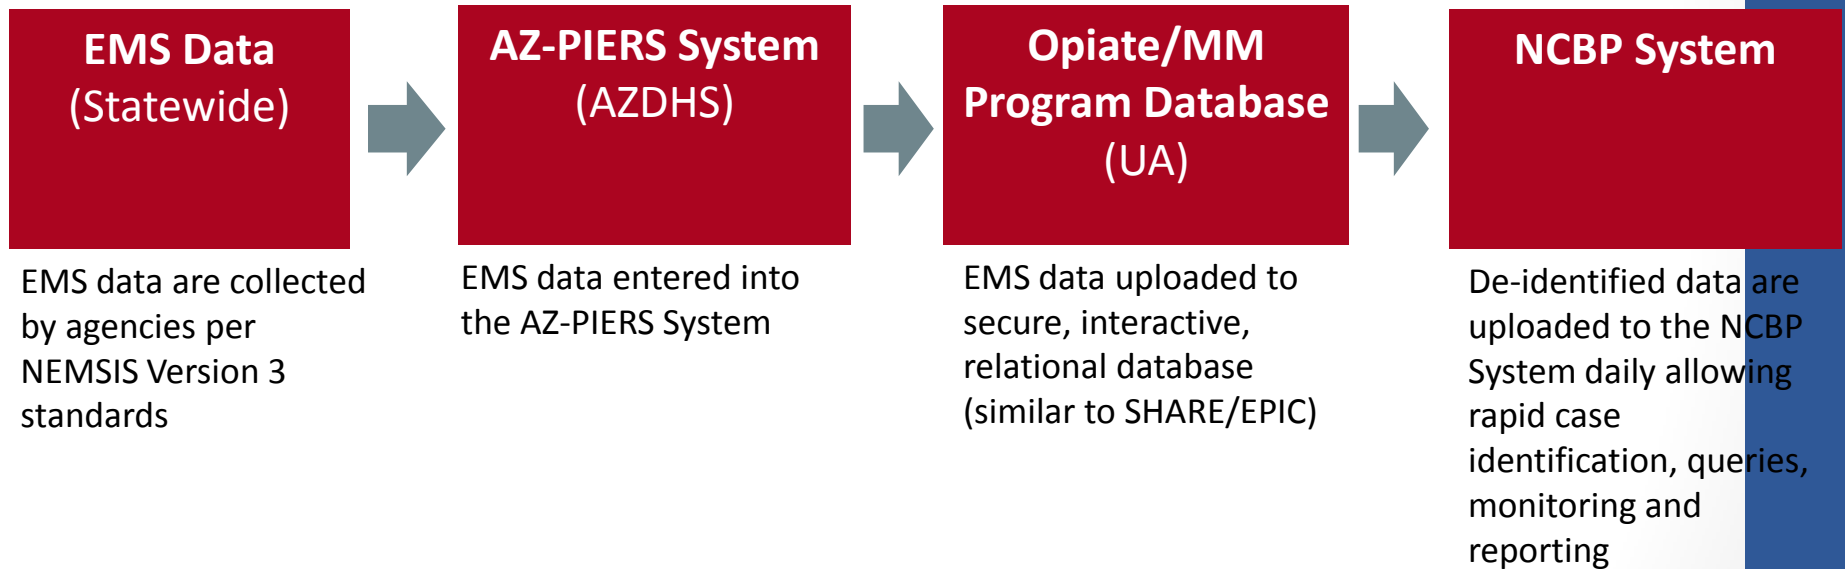 EMS Data
(Statewide)
EMS data are collected
by agencies per
NEMSIS Version 3
standards
AZ-PIERS System
(AZDHS)
EMS data entered into
the AZ-PIERS System
Opiate/MM
Program Database
(UA)
EMS data uploaded to
secure, interactive,
relational database
(similar to SHARE/EPIC)
NCBP System
De-identified data are
uploaded to the NCBP
System daily allowing
rapid case
identification, queries,
monitoring and
reporting